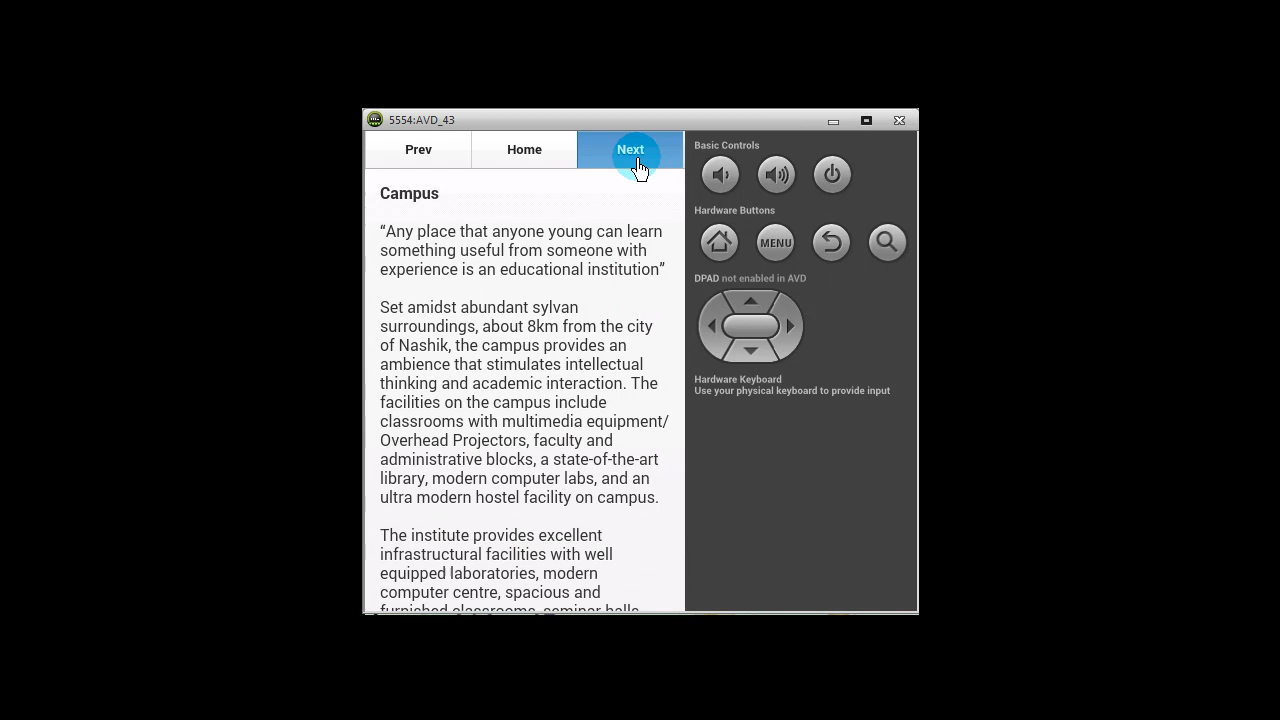 5554:AVD_43
Prev Home Next
Campus
“Any place that anyone young can learn
something useful from someone with
experience is an educational institution”
Set amidst abundant sylvan
surroundings, about 8km from the city
of Nashik, the campus provides an
ambience that stimulates intellectual
thinking and academic interaction. The
facilities on the campus include
classrooms with multimedia equipment/
Overhead Projectors, faculty and
administrative blocks, a state-of-the-art
library, modern computer labs, and an
ultra modern hostel facility on campus.
The institute provides excellent
infrastructural facilities with well
equipped laboratories, modern
computer centre, spacious and
furnished classrooms, seminar halls,
Basic Controls
Hardware Buttons
MENU
DPAD not enabled in AVD
Hardware Keyboard
Use your physical keyboard to provide input